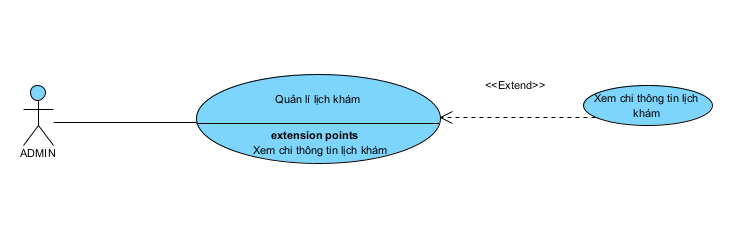 <<Extend>>
Quản lí lịch khám
Xem chi thông tin lịch
khám
extension points
Xem chi thông tin lịch khám
ADMIN